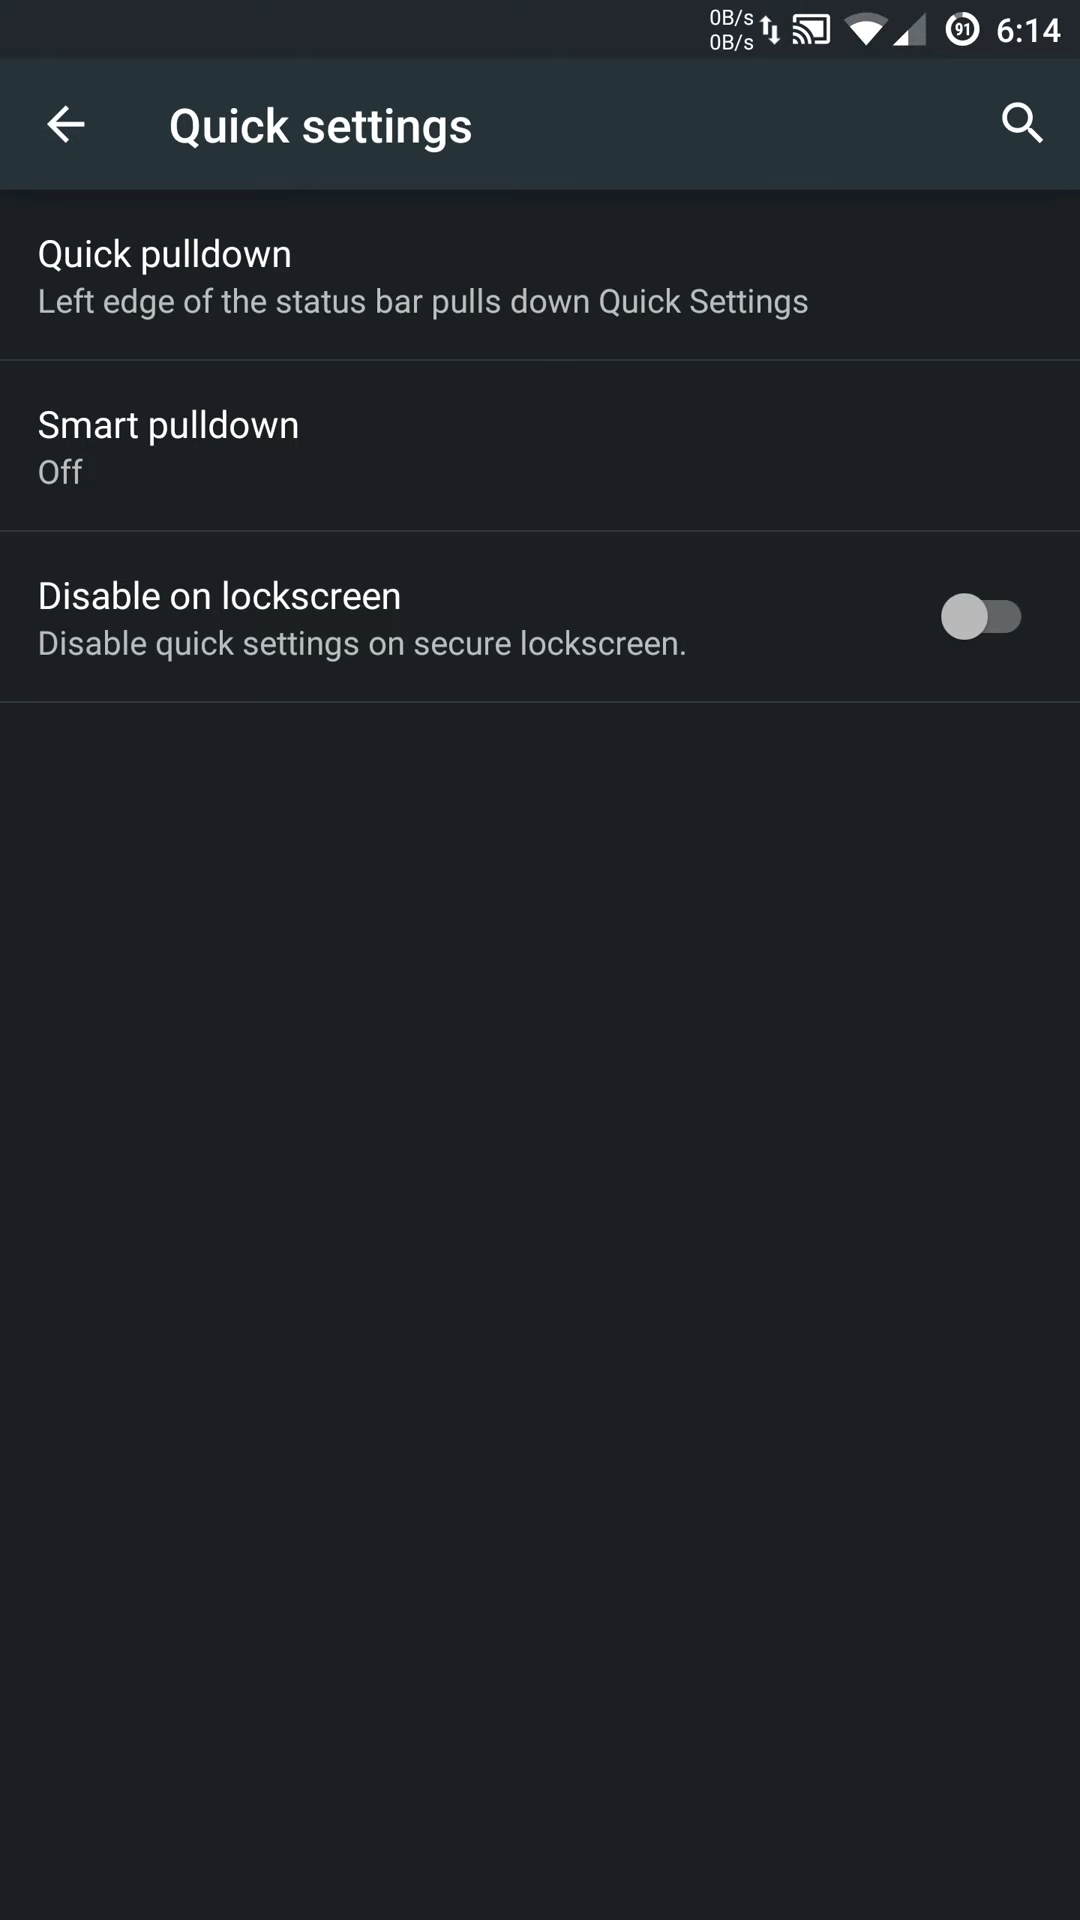 0B/s
0B/s
91
6:14
Quick settings
Quick pulldown
Left edge of the status bar pulls down Quick Settings
Smart pulldown
Off
Disable on lockscreen
Disable quick settings on secure lockscreen.